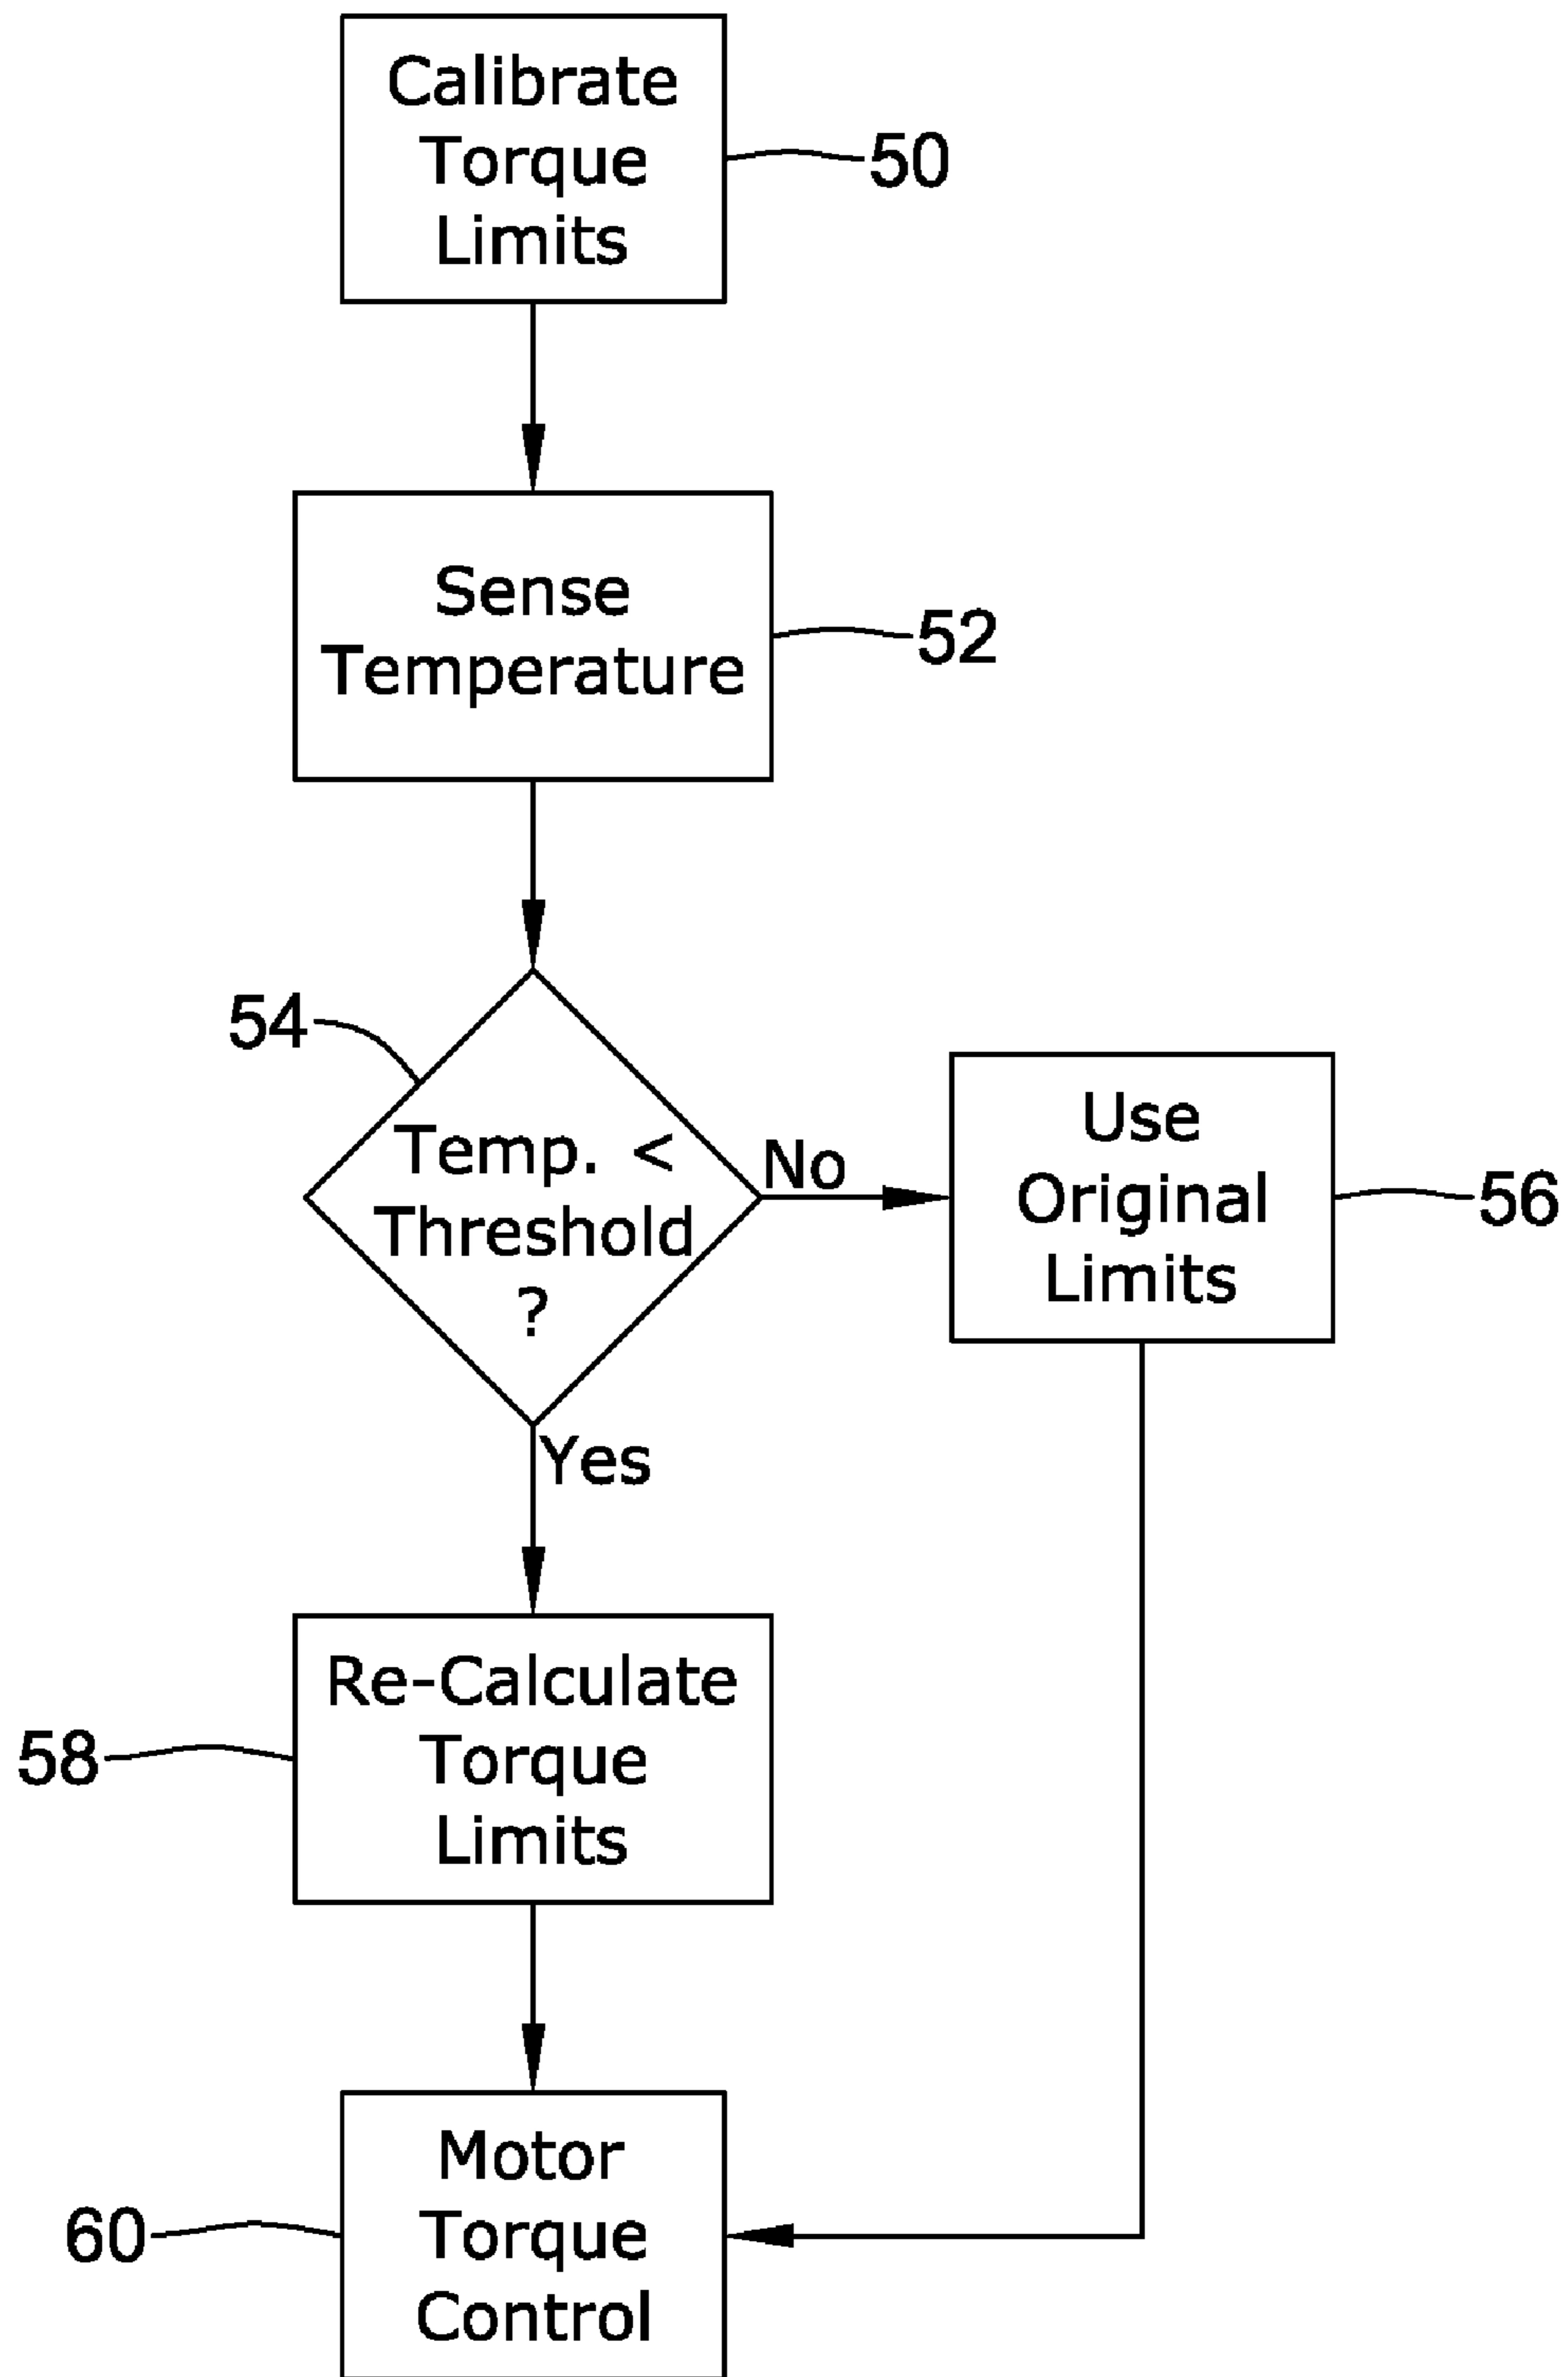 Calibrate
Torque
Limits
50
Sense
Temperature
52
54
Temp. <
Threshold
?
No
Use
Original
Limits
56
Yes
Re-Calculate
Torque
Limits
58
Motor
Torque
Control
60